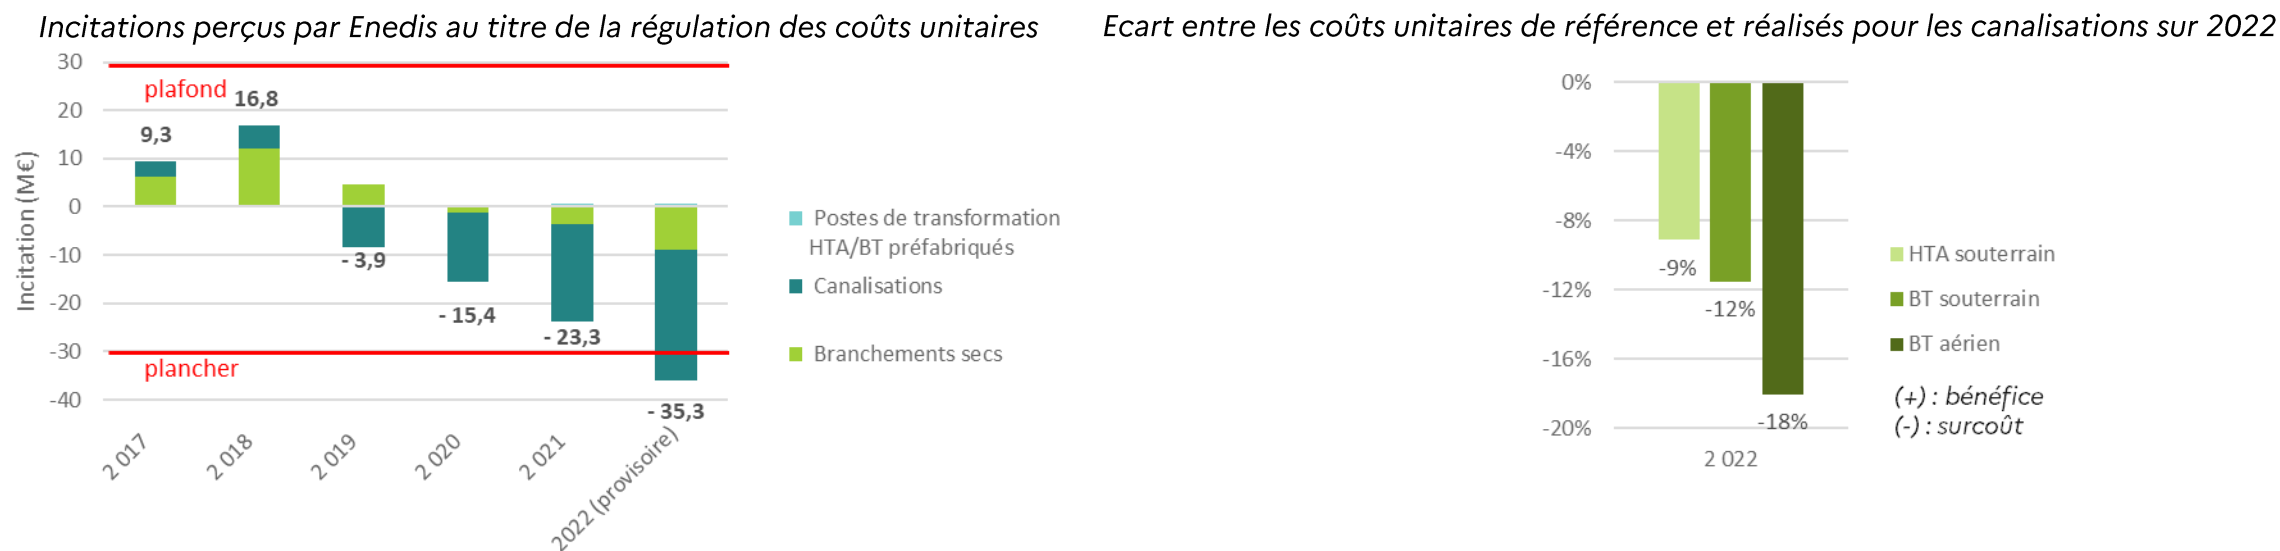 Incitations perçus par Enedis au titre de la régulation des coûts unitaires
30
20
10
0
-10
-20
-30
-40
Incitation (M€)
plafond
plancher
9,3
16,8
- 3,9
- 15,4
- 23,3
- 35,3
2 017
2 018
2 019
2 020
2 021
2022 (provisoire)
Postes de transformation
HTA/BT préfabriqués
Canalisations
Branchements secs
Ecart entre les coûts unitaires de référence et réalisés pour les canalisations sur 2022
0%
-4%
-8%
-12%
-16%
-20%
-9%
-12%
-18%
2 022
HTA souterrain
BT souterrain
BT aérien
(+) : bénéfice
(-) : surcoût